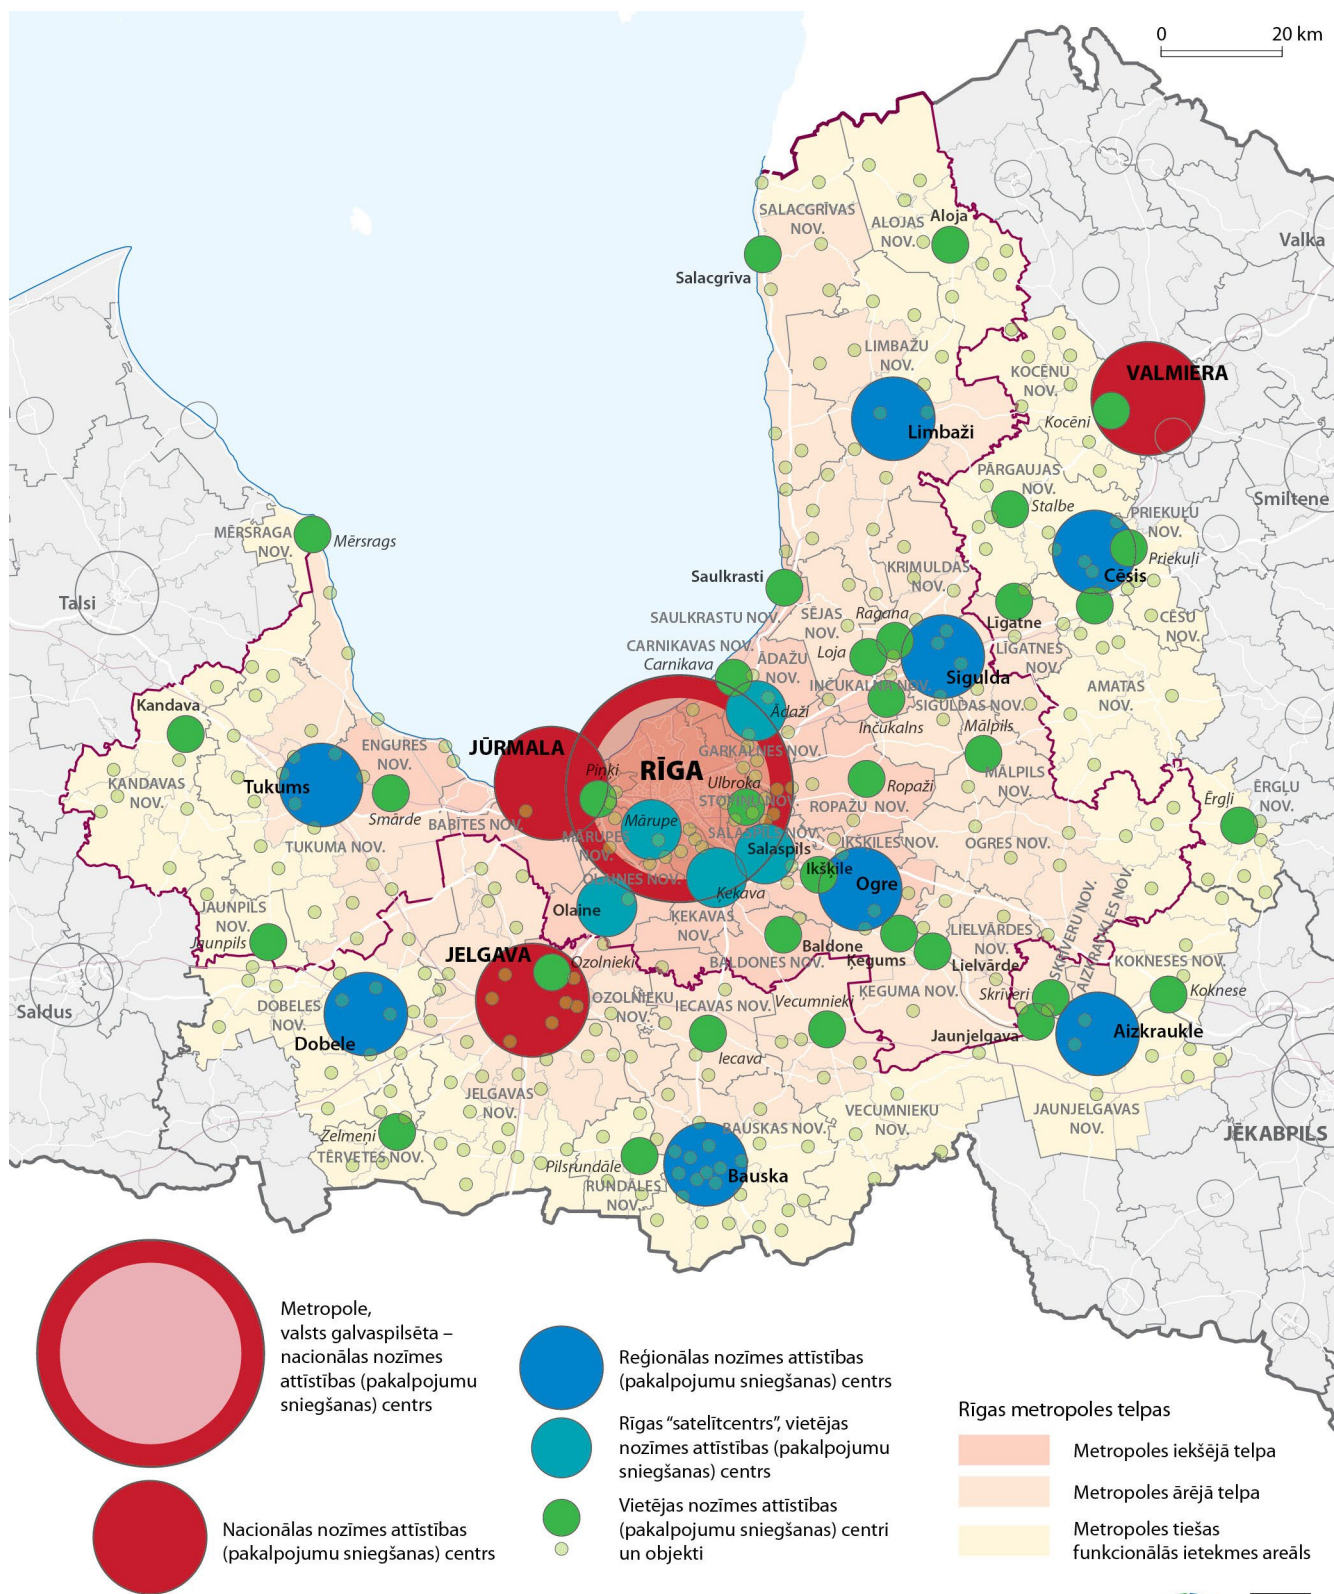 0 20 km
SALACGRĪVAS
NOV.
ALOJAS
NOV.
Aloja
Valka
Salacgrīva
LIMBAŽU
NOV.
KOCĒNU
NOV.
VALMIERA
Kocēni
Limbaži
PĀRGAUJAS
NOV.
Stalbe
Smiltene
PRIEKUĻU
NOV.
Priekuļi
MĒRSRAGA
NOV.
Mērsrags
Cēsis
KRIMULDAS
NOV.
Saulkrasti
Talsi
SAULKRASTU NOV.
SĒJAS
NOV.
Ragana
Līgatne
CĒSU
NOV.
CARNIKAVAS NOV.
Carnikava
ĀDAŽU
NOV.
Loja
LĪGATNES
NOV.
INČUKALNA NOV.
Sigulda
AMATAS
NOV.
Kandava
SIGULDAS NOV.
Ādaži
Inčukalns
Mālpils
ENGURES
NOV.
JŪRMALA
GARKALNES NOV.
KANDAVAS
NOV.
Tukums
Piņķi
RĪGA
Ulbroka
Ropaži
MĀLPILS
NOV.
ĒRGĻU
NOV.
Ērgļi
Smārde
STOPIŅU NOV.
ROPAŽU NOV.
BABĪTES NOV.
Mārupe
MĀRUPES
NOV.
SALASPILS NOV.
TUKUMA NOV.
Salaspils
IKŠĶILES NOV.
OGRES NOV.
Ikšķile
Ogre
OLAINES NOV.
Ķekava
JAUNPILS
NOV.
Olaine
ĶEKAVAS
NOV.
Jaunpils
Baldone
LIELVĀRDES
NOV.
SKRĪVERU NOV.
AIZKRAUKLES NOV.
JELGAVA
Ozolnieki
BALDONES NOV.
Ķegums
Lielvārde
KOKNESES NOV.
Skrīveri
Koknese
Saldus
DOBELES
NOV.
Dobele
OZOLNIEKU
NOV.
IECAVAS NOV.
Vecumnieki
ĶEGUMA NOV.
Jaunjelgava
Aizkraukle
Iecava
JELGAVAS
NOV.
VECUMNIEKU
NOV.
JAUNJELGAVAS
NOV.
Zelmeņi
TĒRVETES NOV.
BAUSKAS NOV.
JĒKABPILS
Pilsrundāle
RUNDĀLES
NOV.
Bauska
Metropole,
valsts galvaspilsēta –
nacionālas nozīmes
attīstības (pakalpojumu
sniegšanas) centrs
Nacionālas nozīmes attīstības
(pakalpojumu sniegšanas) centrs
Reģionālas nozīmes attīstības
(pakalpojumu sniegšanas) centrs
Rīgas “satelītcentrs”, vietējas
nozīmes attīstības (pakalpojumu
sniegšanas) centrs
Vietējas nozīmes attīstības
(pakalpojumu sniegšanas) centri
un objekti
Rīgas metropoles telpas
Metropoles iekšējā telpa
Metropoles ārējā telpa
Metropoles tiešas
funkcionālās ietekmes areāls